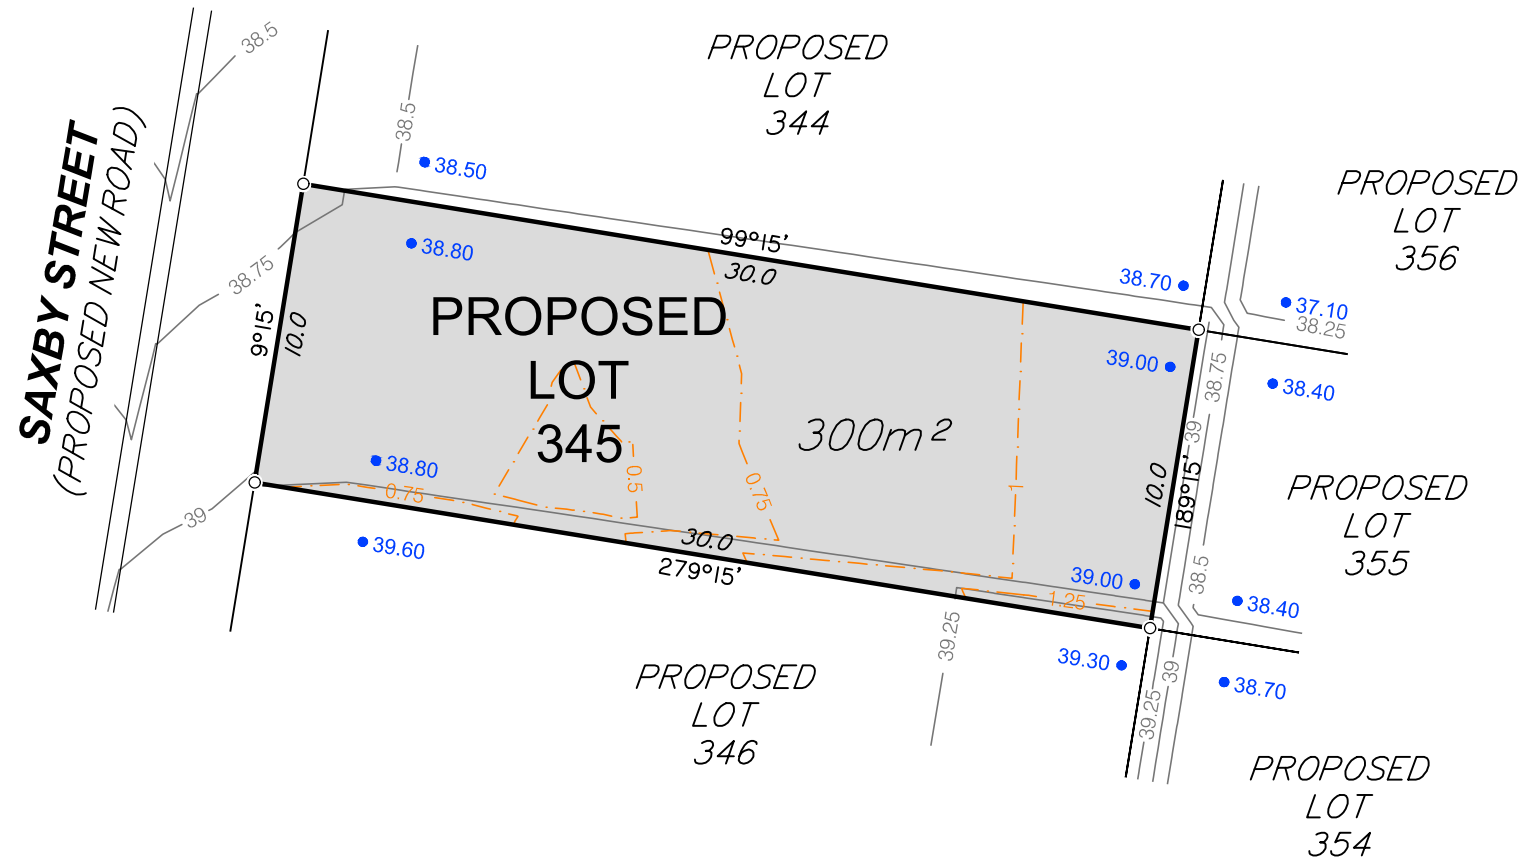 38.5
PROPOSED
LOT
344
38.5
38.50
SAXBY STREET
(PROPOSED NEW ROAD)
PROPOSED
LOT
356
99°15'
30.0
38.80
38.75
38.70
37.10
38.25
9°15'
10.0
PROPOSED
LOT
345
39.00
38.75
38.40
300m²
39
38.80
0.75
0.5
0.75
1
10.0
189°15'
PROPOSED
LOT
355
39
39.60
30.0
279°15'
39.00
38.5
1.25
38.40
39.25
39.30
39
38.70
39.25
PROPOSED
LOT
346
PROPOSED
LOT
354